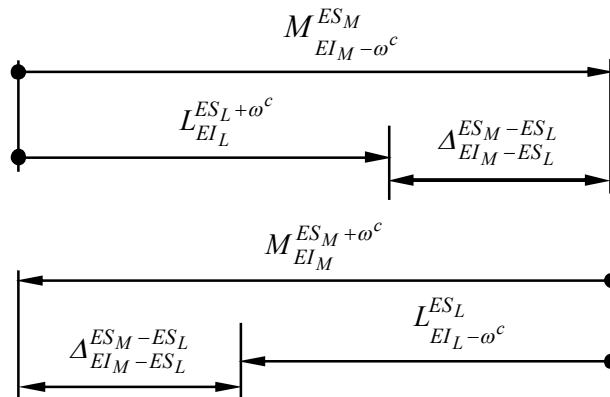 M^{ES_M}_{EI_M-ω^c}
L^{ES_L+ω^c}_{EI_L}
Δ^{ES_M-ES_L}_{EI_M-ES_L}
M^{ES_M+ω^c}_{EI_M}
L^{ES_L}_{EI_L-ω^c}
Δ^{ES_M-ES_L}_{EI_M-ES_L}